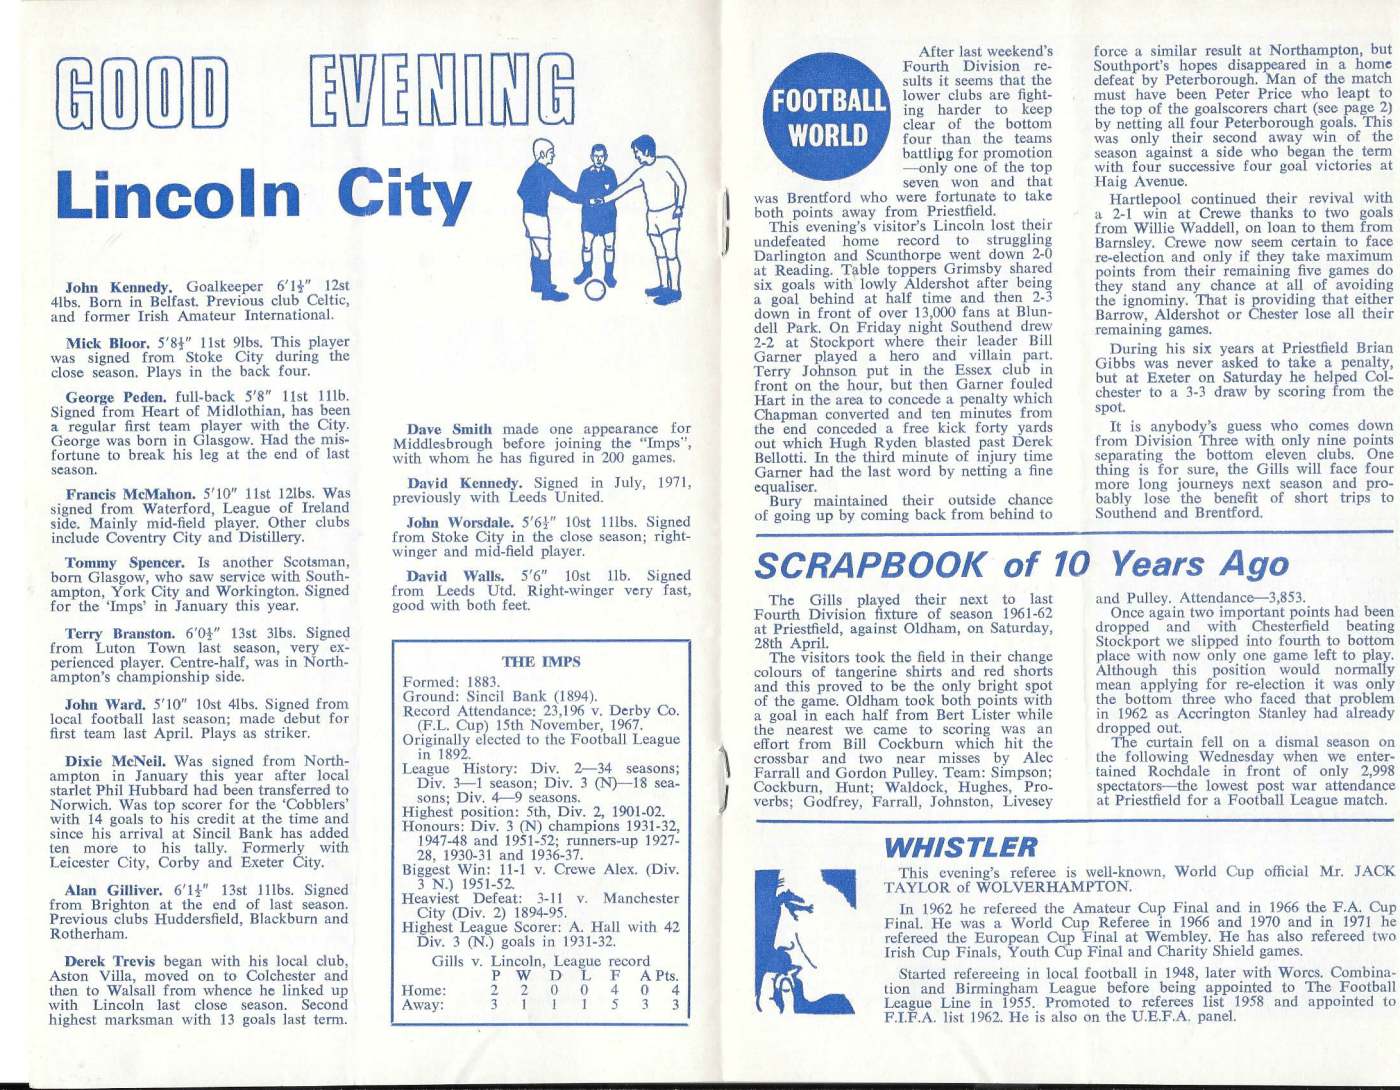 GOOD EVENING
Lincoln City
John Kennedy. Goalkeeper 6'1½" 12st
4lbs. Born in Belfast. Previous club Celtic,
and former Irish Amateur International.
Mick Bloor. 5'8½" 11st 9lbs. This player
was signed from Stoke City during the
close season. Plays in the back four.
George Peden. full-back 5'8" 11st 11lb.
Signed from Heart of Midlothian, has been
a regular first team player with the City.
George was born in Glasgow. Had the mis-
fortune to break his leg at the end of last
season.
Francis McMahon. 5'10" 11st 12lbs. Was
signed from Waterford, League of Ireland
side. Mainly mid-field player. Other clubs
include Coventry City and Distillery.
Tommy Spencer. Is another Scotsman,
born Glasgow, who saw service with South-
ampton, York City and Workington. Signed
for the 'Imps' in January this year.
Terry Branston. 6'0½" 13st 3lbs. Signed
from Luton Town last season, very ex-
perienced player. Centre-half, was in North-
ampton's championship side.
John Ward. 5'10" 10st 4lbs. Signed from
local football last season; made debut for
first team last April. Plays as striker.
Dixie McNeil. Was signed from North-
ampton in January this year after local
starlet Phil Hubbard had been transferred to
Norwich. Was top scorer for the 'Cobblers'
with 14 goals to his credit at the time and
since his arrival at Sincil Bank has added
ten more to his tally. Formerly with
Leicester City, Corby and Exeter City.
Alan Gilliver. 6'1½" 13st 11lbs. Signed
from Brighton at the end of last season.
Previous clubs Huddersfield, Blackburn and
Rotherham.
Derek Trevis began with his local club,
Aston Villa, moved on to Colchester and
then to Walsall from whence he linked up
with Lincoln last close season. Second
highest marksman with 13 goals last term.
Dave Smith made one appearance for
Middlesbrough before joining the "Imps",
with whom he has figured in 200 games.
David Kennedy. Signed in July, 1971,
previously with Leeds United.
John Worsdale. 5'6½" 10st 11lbs. Signed
from Stoke City in the close season; right-
winger and mid-field player.
David Walls. 5'6" 10st 1lb. Signed
from Leeds Utd. Right-winger very fast,
good with both feet.
THE IMPS
Formed: 1883.
Ground: Sincil Bank (1894).
Record Attendance; 23,196 v. Derby Co.
(F.L. Cup) 15th November, 1967.
Originally elected to the Football League
in 1892.
League History: Div. 2—34 seasons;
Div. 3—1 season; Div. 3 (N)—18 sea-
sons; Div. 4—9 seasons.
Highest position: 5th, Div. 2, 1901-02.
Honours: Div. 3 (N) champions 1931-32,
1947-48 and 1951-52; runners-up 1927-
28, 1930-31 and 1936-37.
Biggest Win: 11-1 v. Crewe Alex. (Div.
3 N.) 1951-52.
Heaviest Defeat: 3-11 v. Manchester
City (Div. 2) 1894-95.
Highest League Scorer: A. Hall with 42
Div. 3 (N.) goals in 1931-32.
Gills v. Lincoln, League record
P W D L F A Pts.
Home: 2 2 0 0 4 0 4
Away: 3 1 1 1 5 3 3
FOOTBALL
WORLD
After last weekend's
Fourth Division re-
sults it seems that the
lower clubs are fight-
ing harder to keep
clear of the bottom
four than the teams
battling for promotion
—only one of the top
seven won and that
was Brentford who were fortunate to take
both points away from Priestfield.
This evening's visitor's Lincoln lost their
undefeated home record to struggling
Darlington and Scunthorpe went down 2-0
at Reading. Table toppers Grimsby shared
six goals with lowly Aldershot after being
a goal behind at half time and then 2-3
down in front of over 13,000 fans at Blun-
dell Park. On Friday night Southend drew
2-2 at Stockport where their leader Bill
Garner played a hero and villain part.
Terry Johnson put in the Essex club in
front on the hour, but then Garner fouled
Hart in the area to concede a penalty which
Chapman converted and ten minutes from
the end conceded a free kick forty yards
out which Hugh Ryden blasted past Derek
Bellotti. In the third minute of injury time
Garner had the last word by netting a fine
equaliser.
Bury maintained their outside chance
of going up by coming back from behind to
force a similar result at Northampton, but
Southport's hopes disappeared in a home
defeat by Peterborough. Man of the match
must have been Peter Price who leapt to
the top of the goalscorers chart (see page 2)
by netting all four Peterborough goals. This
was only their second away win of the
season against a side who began the term
with four successive four goal victories at
Haig Avenue.
Hartlepool continued their revival with
a 2-1 win at Crewe thanks to two goals
from Willie Waddell, on loan to them from
Barnsley. Crewe now seem certain to face
re-election and only if they take maximum
points from their remaining five games do
they stand any chance at all of avoiding
the ignominy. That is providing that either
Barrow, Aldershot or Chester lose all their
remaining games.
During his six years at Priestfield Brian
Gibbs was never asked to take a penalty,
but at Exeter on Saturday he helped Col-
chester to a 3-3 draw by scoring from the
spot.
It is anybody's guess who comes down
from Division Three with only nine points
separating the bottom eleven clubs. One
thing is for sure, the Gills will face four
more long journeys next season and pro-
bably lose the benefit of short trips to
Southend and Brentford.
SCRAPBOOK of 10 Years Ago
The Gills played their next to last
Fourth Division fixture of season 1961-62
at Priestfield, against Oldham, on Saturday,
28th April.
The visitors took the field in their change
colours of tangerine shirts and red shorts
and this proved to be the only bright spot
of the game. Oldham took both points with
a goal in each half from Bert Lister while
the nearest we came to scoring was an
effort from Bill Cockburn which hit the
crossbar and two near misses by Alec
Farrall and Gordon Pulley. Team: Simpson;
Cockburn, Hunt; Waldock, Hughes, Pro-
verbs; Godfrey, Farrall, Johnston, Livesey
and Pulley. Attendance—3,853.
Once again two important points had been
dropped and with Chesterfield beating
Stockport we slipped into fourth to bottom
place with now only one game left to play.
Although this position would normally
mean applying for re-election it was only
the bottom three who faced that problem
in 1962 as Accrington Stanley had already
dropped out.
The curtain fell on a dismal season on
the following Wednesday when we enter-
tained Rochdale in front of only 2,998
spectators—the lowest post war attendance
at Priestfield for a Football League match.
WHISTLER
This evening's referee is well-known, World Cup official Mr. JACK
TAYLOR of WOLVERHAMPTON.
In 1962 he refereed the Amateur Cup Final and in 1966 the F.A. Cup
Final. He was a World Cup Referee in 1966 and 1970 and in 1971 he
refereed the European Cup Final at Wembley. He has also refereed two
Irish Cup Finals, Youth Cup Final and Charity Shield games.
Started refereeing in local football in 1948, later with Worcs. Combina-
tion and Birmingham League before being appointed to The Football
League Line in 1955. Promoted to referees list 1958 and appointed to
F.I.F.A. list 1962. He is also on the U.E.F.A. panel.